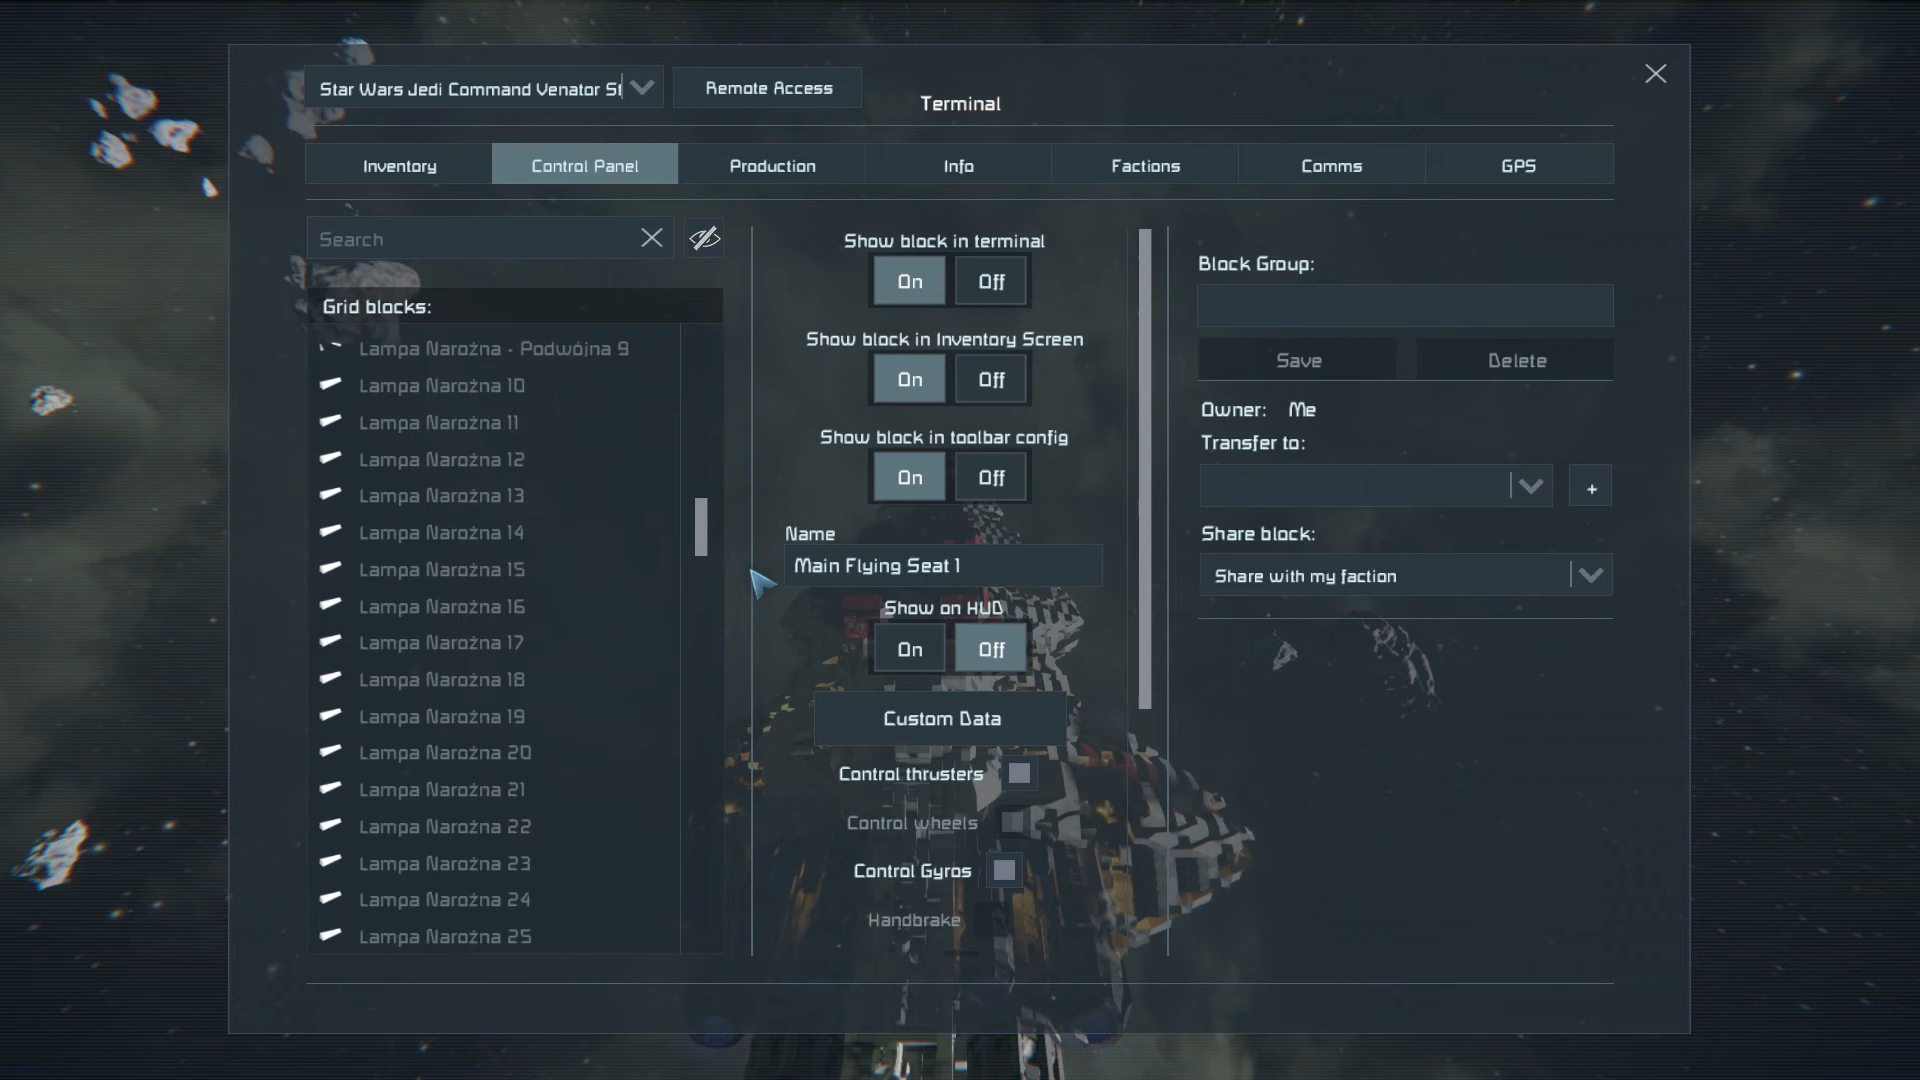 Star Wars Jedi Command Venator St
Remote Access
Terminal
Inventory
Control Panel
Production
Info
Factions
Comms
GPS
Search
Grid blocks:
Lampa Narożna - Podwójna 9
Lampa Narożna 10
Lampa Narożna 11
Lampa Narożna 12
Lampa Narożna 13
Lampa Narożna 14
Lampa Narożna 15
Lampa Narożna 16
Lampa Narożna 17
Lampa Narożna 18
Lampa Narożna 19
Lampa Narożna 20
Lampa Narożna 21
Lampa Narożna 22
Lampa Narożna 23
Lampa Narożna 24
Lampa Narożna 25
Show block in terminal
On Off
Show block in Inventory Screen
On Off
Show block in toolbar config
On Off
Name
Main Flying Seat 1
Show on HUD
On Off
Custom Data
Control thrusters
Control wheels
Control Gyros
Handbrake
Block Group:
Save
Delete
Owner: Me
Transfer to:
+
Share block:
Share with my faction